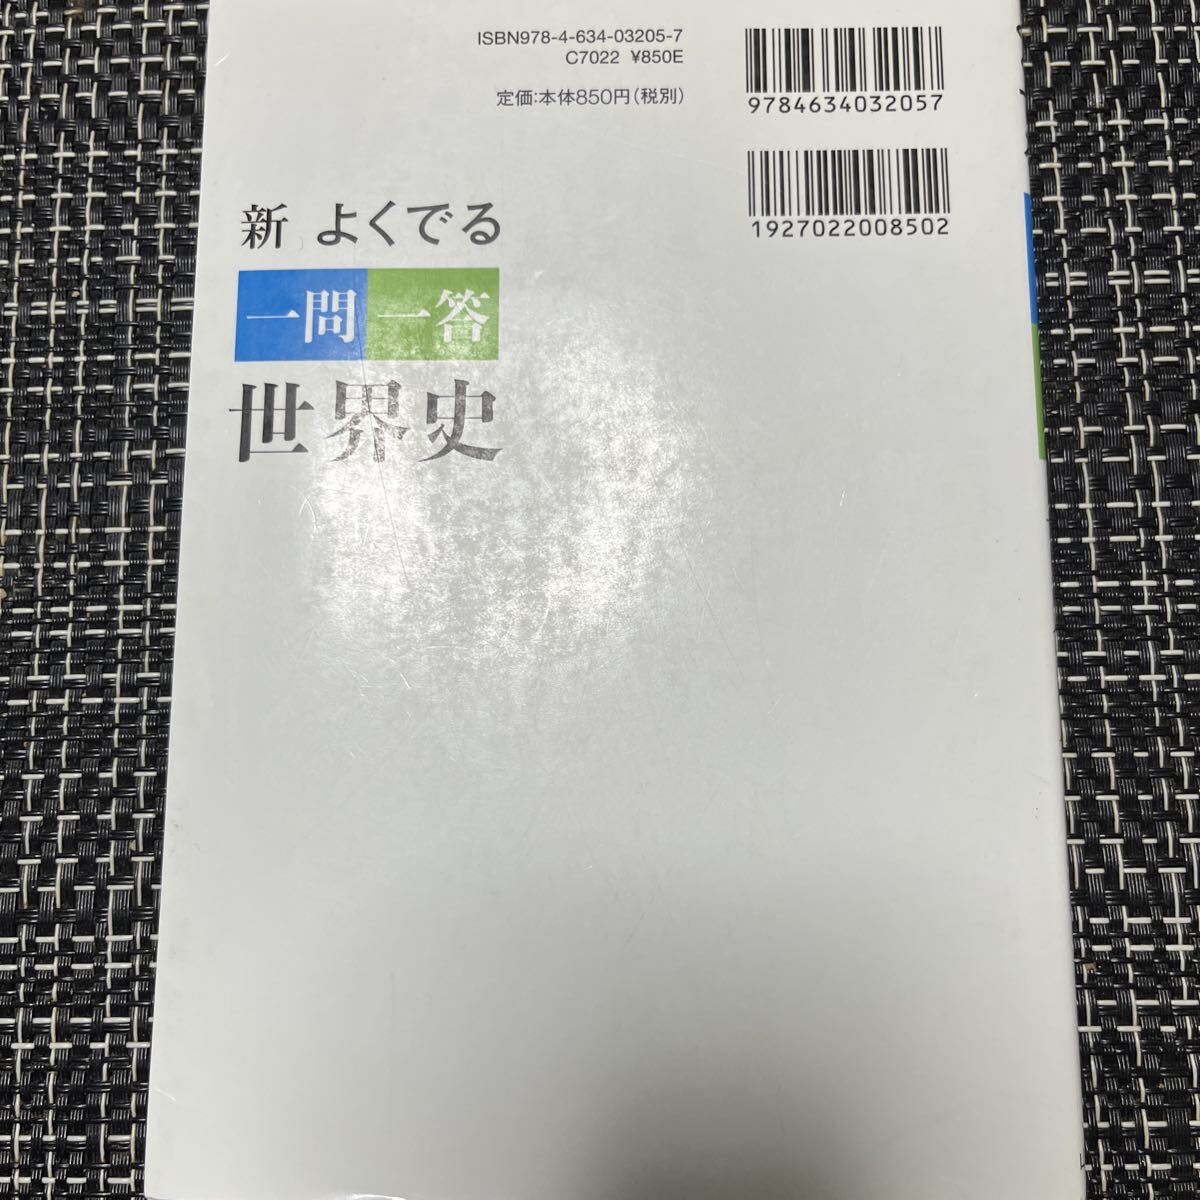 ISBN978-4-634-03205-7
C7022 ¥850E
定価:本体850円(税別)
9784634032057
1927022008502
新 よくでる
一問一答
世界史